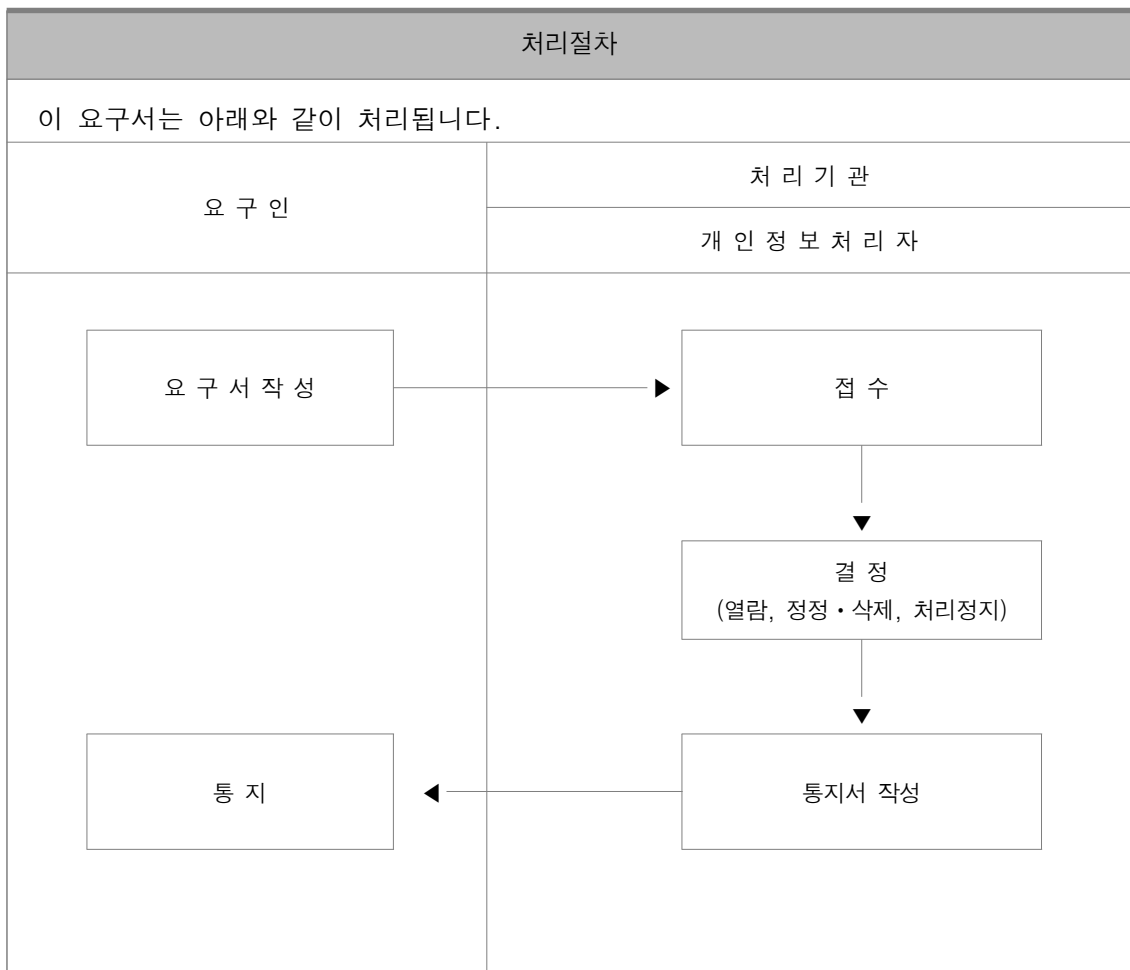 처리절차
이 요구서는 아래와 같이 처리됩니다.
요 구 인
처 리 기 관
개 인 정 보 처 리 자
요 구 서 작 성
접 수
결 정
(열람, 정정・삭제, 처리정지)
통 지
통지서 작성